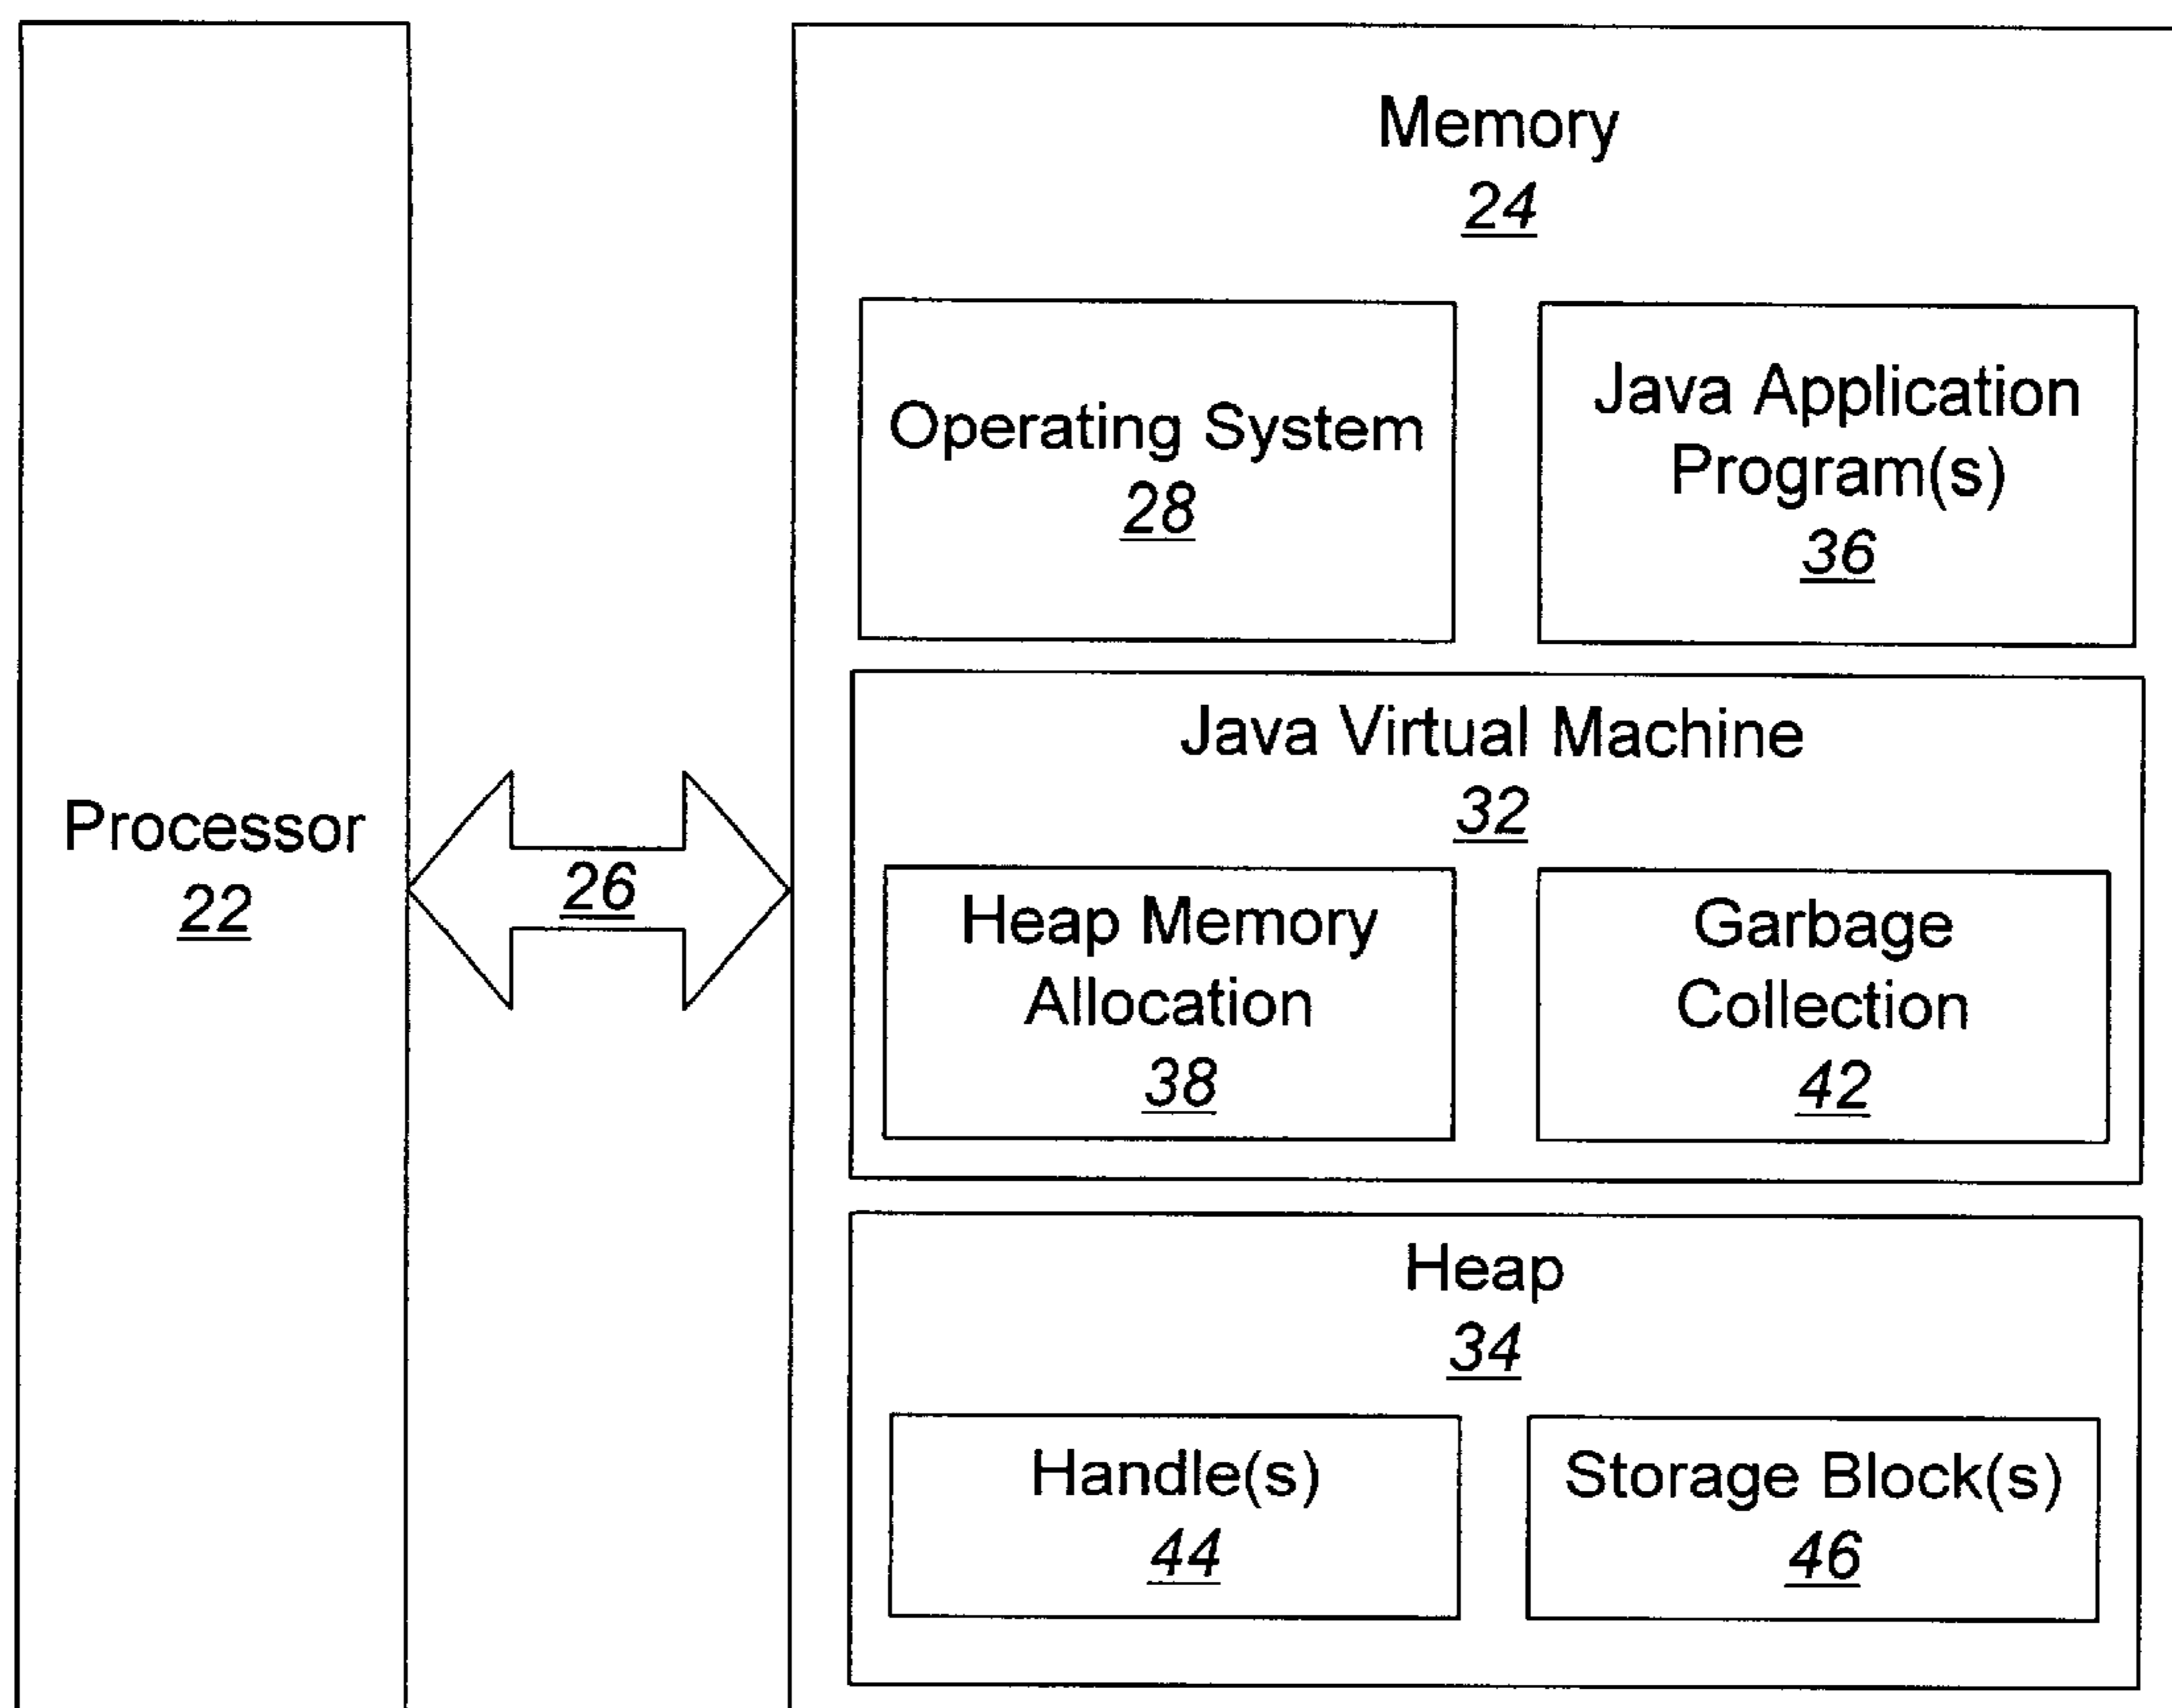 Memory
24
Operating System
28
Java Application
Program(s)
36
Java Virtual Machine
32
Processor
22
26
Heap Memory
Allocation
38
Garbage
Collection
42
Heap
34
Handle(s)
44
Storage Block(s)
46